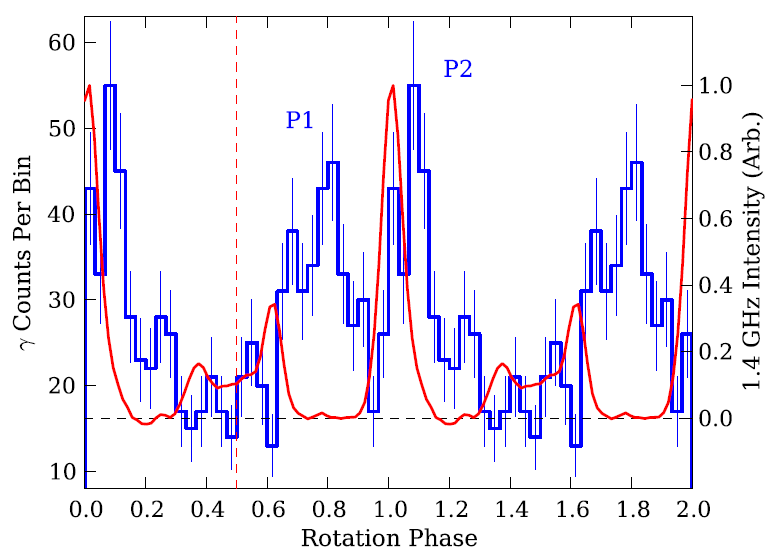 60
50
40
30
20
10
γ Counts Per Bin
P1
P2
1.0
0.8
0.6
0.4
0.2
0.0
1.4 GHz Intensity (Arb.)
0.0 0.2 0.4 0.6 0.8 1.0 1.2 1.4 1.6 1.8 2.0
Rotation Phase